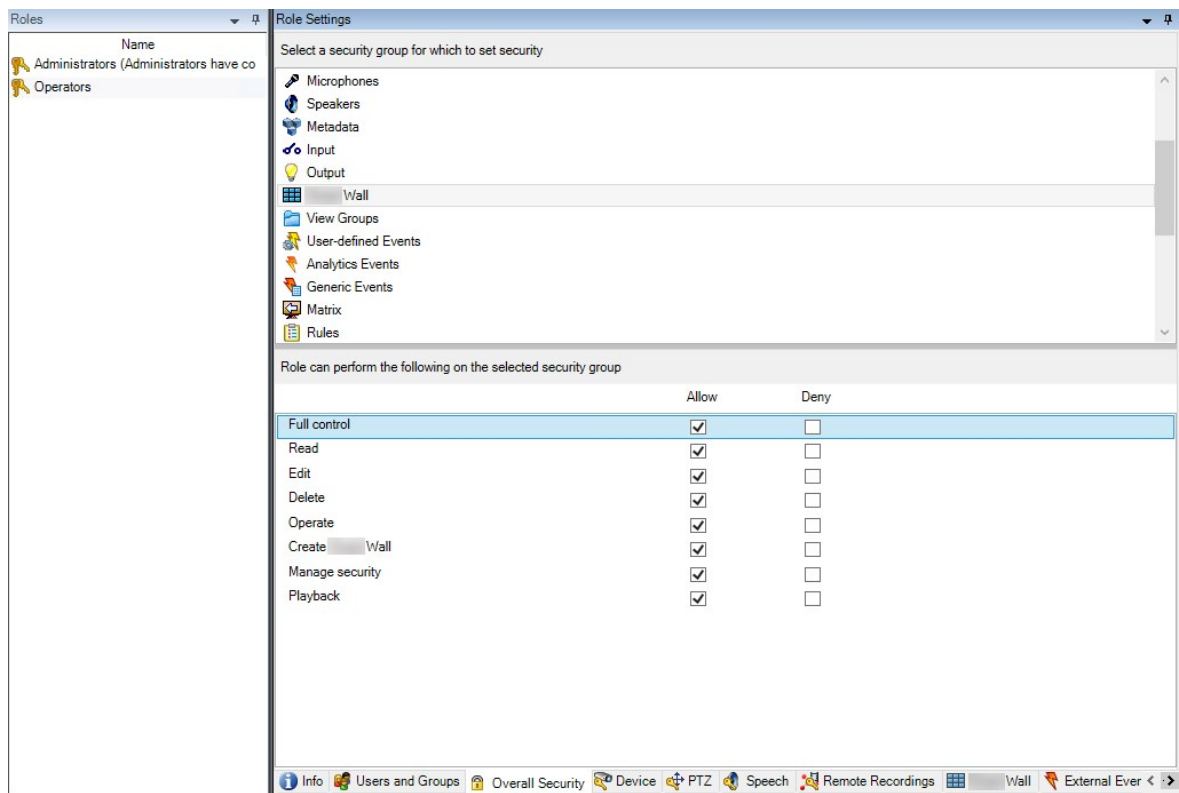 Roles
Name
Administrators (Administrators have co
Operators
Role Settings
Select a security group for which to set security
Microphones
Speakers
Metadata
Input
Output
Wall
View Groups
User-defined Events
Analytics Events
Generic Events
Matrix
Rules
Role can perform the following on the selected security group
Allow Deny
Full control
Read
Edit
Delete
Operate
Create Wall
Manage security
Playback
Info Users and Groups Overall Security Device PTZ Speech Remote Recordings Wall External Ever